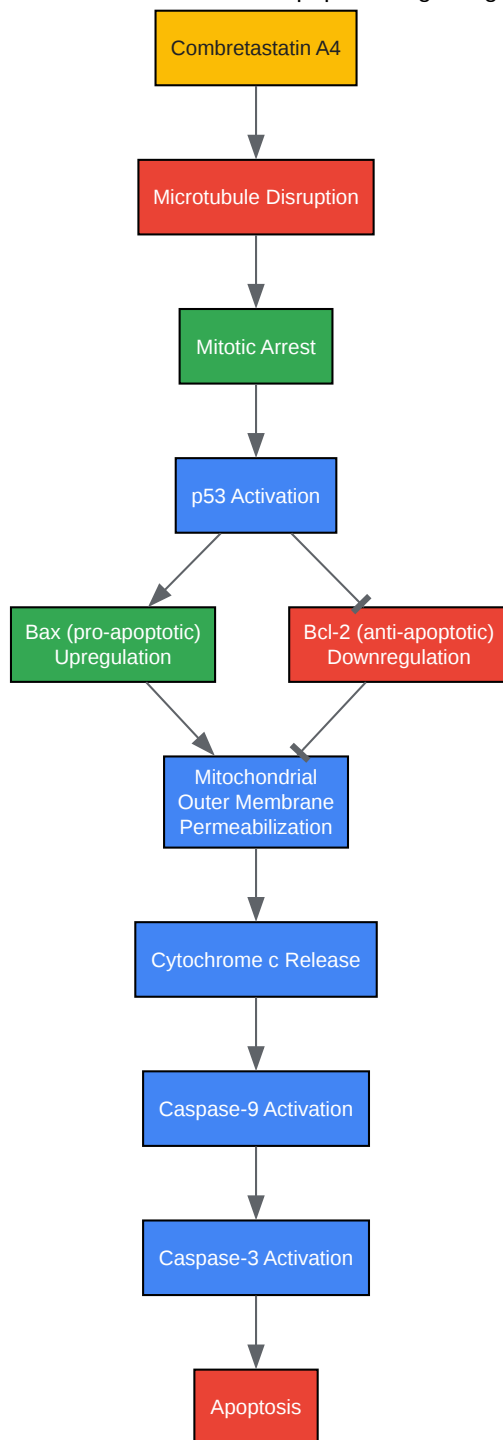 Combretastatin A4
Microtubule Disruption
Mitotic Arrest
p53 Activation
Bax (pro-apoptotic)
Upregulation
Bcl-2 (anti-apoptotic)
Downregulation
Mitochondrial
Outer Membrane
Permeabilization
Cytochrome c Release
Caspase-9 Activation
Caspase-3 Activation
Apoptosis